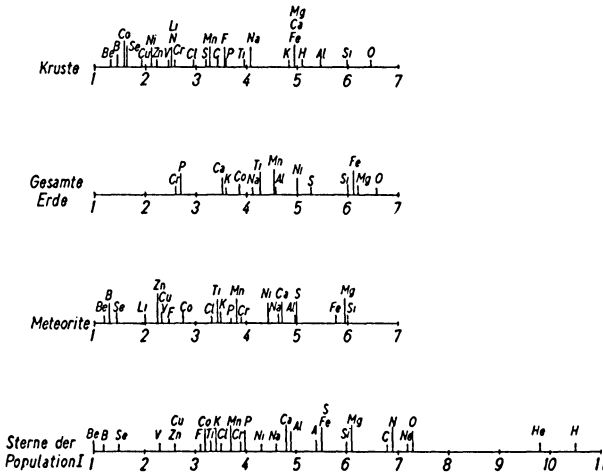 Mg
Li Ca
Co Ni N Mn F Na Fe
Be B Se Cu Zn V Cr Cl S C P Ti K H Al Si O
Kruste
1 2 3 4 5 6 7
P Ca Ti Mn Fe
Cr K Co Na Al Ni S Si Mg O
Gesamte
Erde
1 2 3 4 5 6 7
Zn
B Cu Ti Mn Ni Ca S Mg
Be Se Li V F Co Cl K P Cr Na Al Fe Si
Meteorite
1 2 3 4 5 6 7
S
Cu Co K Mn P Ca Fe Mg N O
Be B Se V Zn F Ti Cl Cr Ni Na Al A Si C Ne He H
Sterne der
Population I
1 2 3 4 5 6 7 8 9 10 11